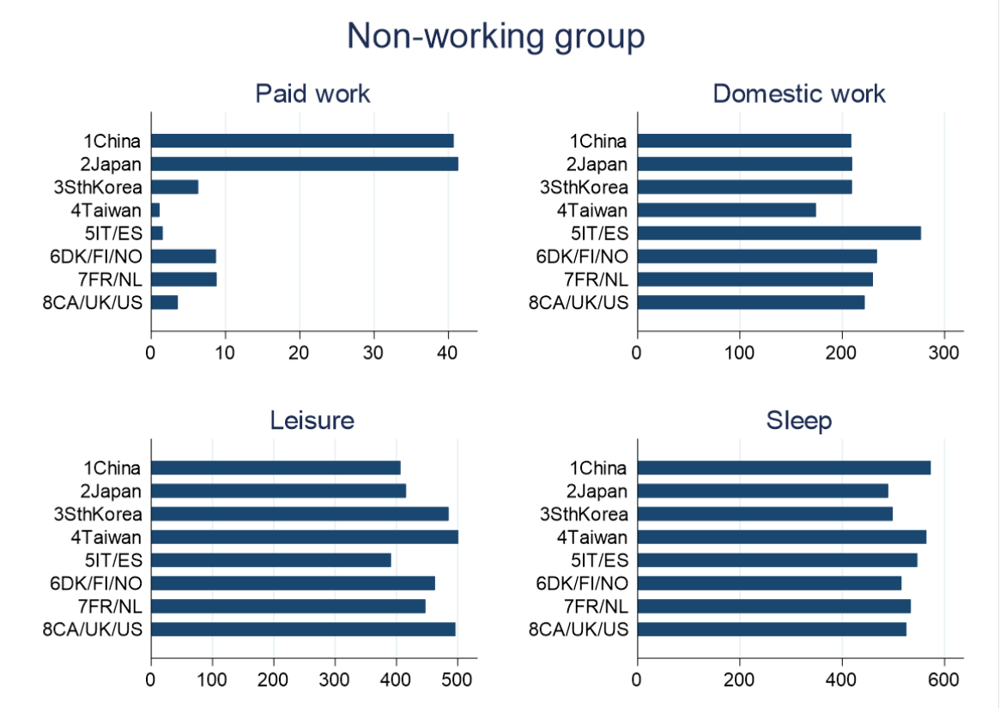 Non-working group
Paid work
1China
2Japan
3SthKorea
4Taiwan
5IT/ES
6DK/FI/NO
7FR/NL
8CA/UK/US
0 10 20 30 40
Domestic work
1China
2Japan
3SthKorea
4Taiwan
5IT/ES
6DK/FI/NO
7FR/NL
8CA/UK/US
0 100 200 300
Leisure
1China
2Japan
3SthKorea
4Taiwan
5IT/ES
6DK/FI/NO
7FR/NL
8CA/UK/US
0 100 200 300 400 500
Sleep
1China
2Japan
3SthKorea
4Taiwan
5IT/ES
6DK/FI/NO
7FR/NL
8CA/UK/US
0 200 400 600